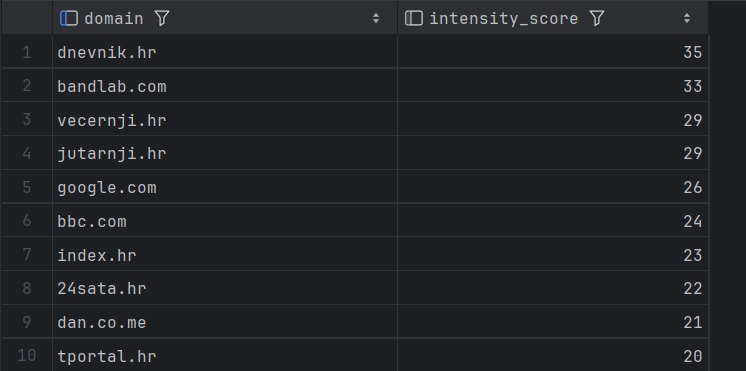 domain intensity_score
1 dnevnik.hr 35
2 bandlab.com 33
3 vecernji.hr 29
4 jutarnji.hr 29
5 google.com 26
6 bbc.com 24
7 index.hr 23
8 24sata.hr 22
9 dan.co.me 21
10 tportal.hr 20